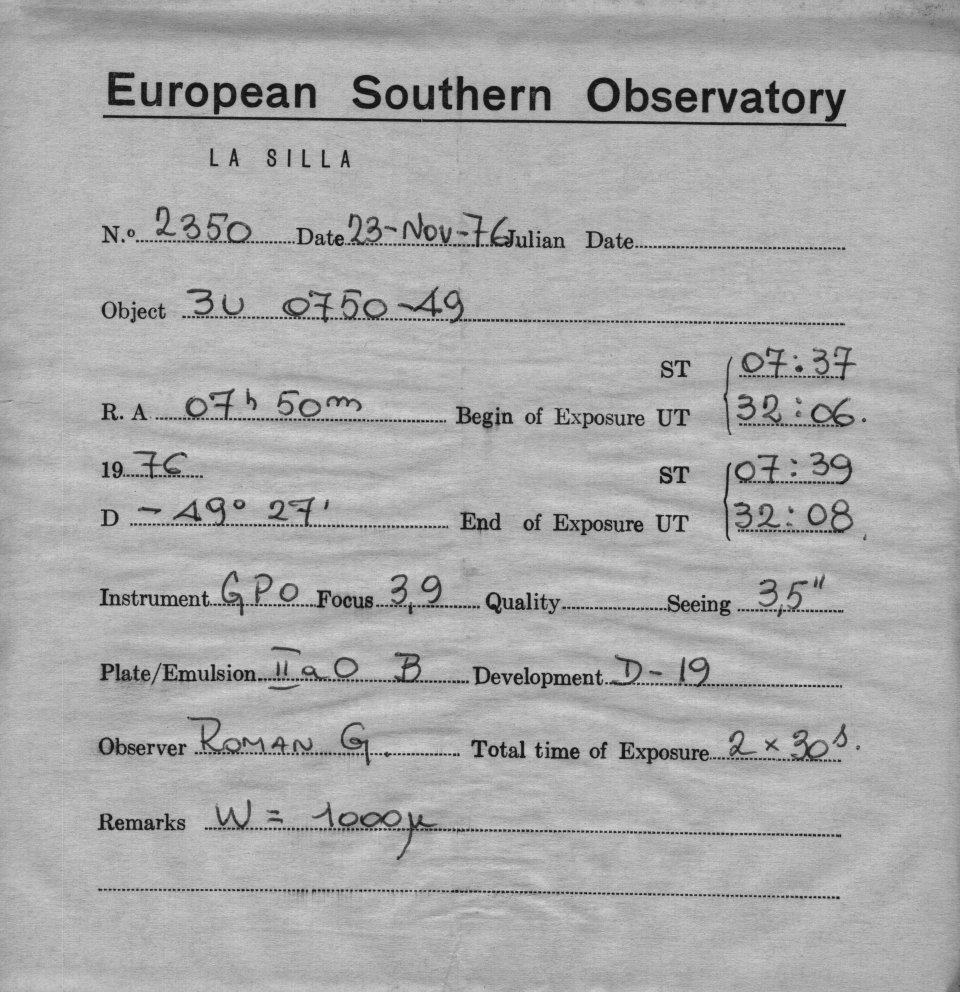 European Southern Observatory
LA SILLA
N.º 2350 Date 23-Nov-76 Julian Date
Object 3U 0750-49
ST 07:37
R. A 07h 50m Begin of Exposure UT 32:06.
1976 ST 07:39
D -49° 27' End of Exposure UT 32:08
Instrument GPO Focus 3,9 Quality Seeing 3,5"
Plate/Emulsion IIaO B Development D-19
Observer ROMAN G. Total time of Exposure 2 × 30s.
Remarks W = 1000μ